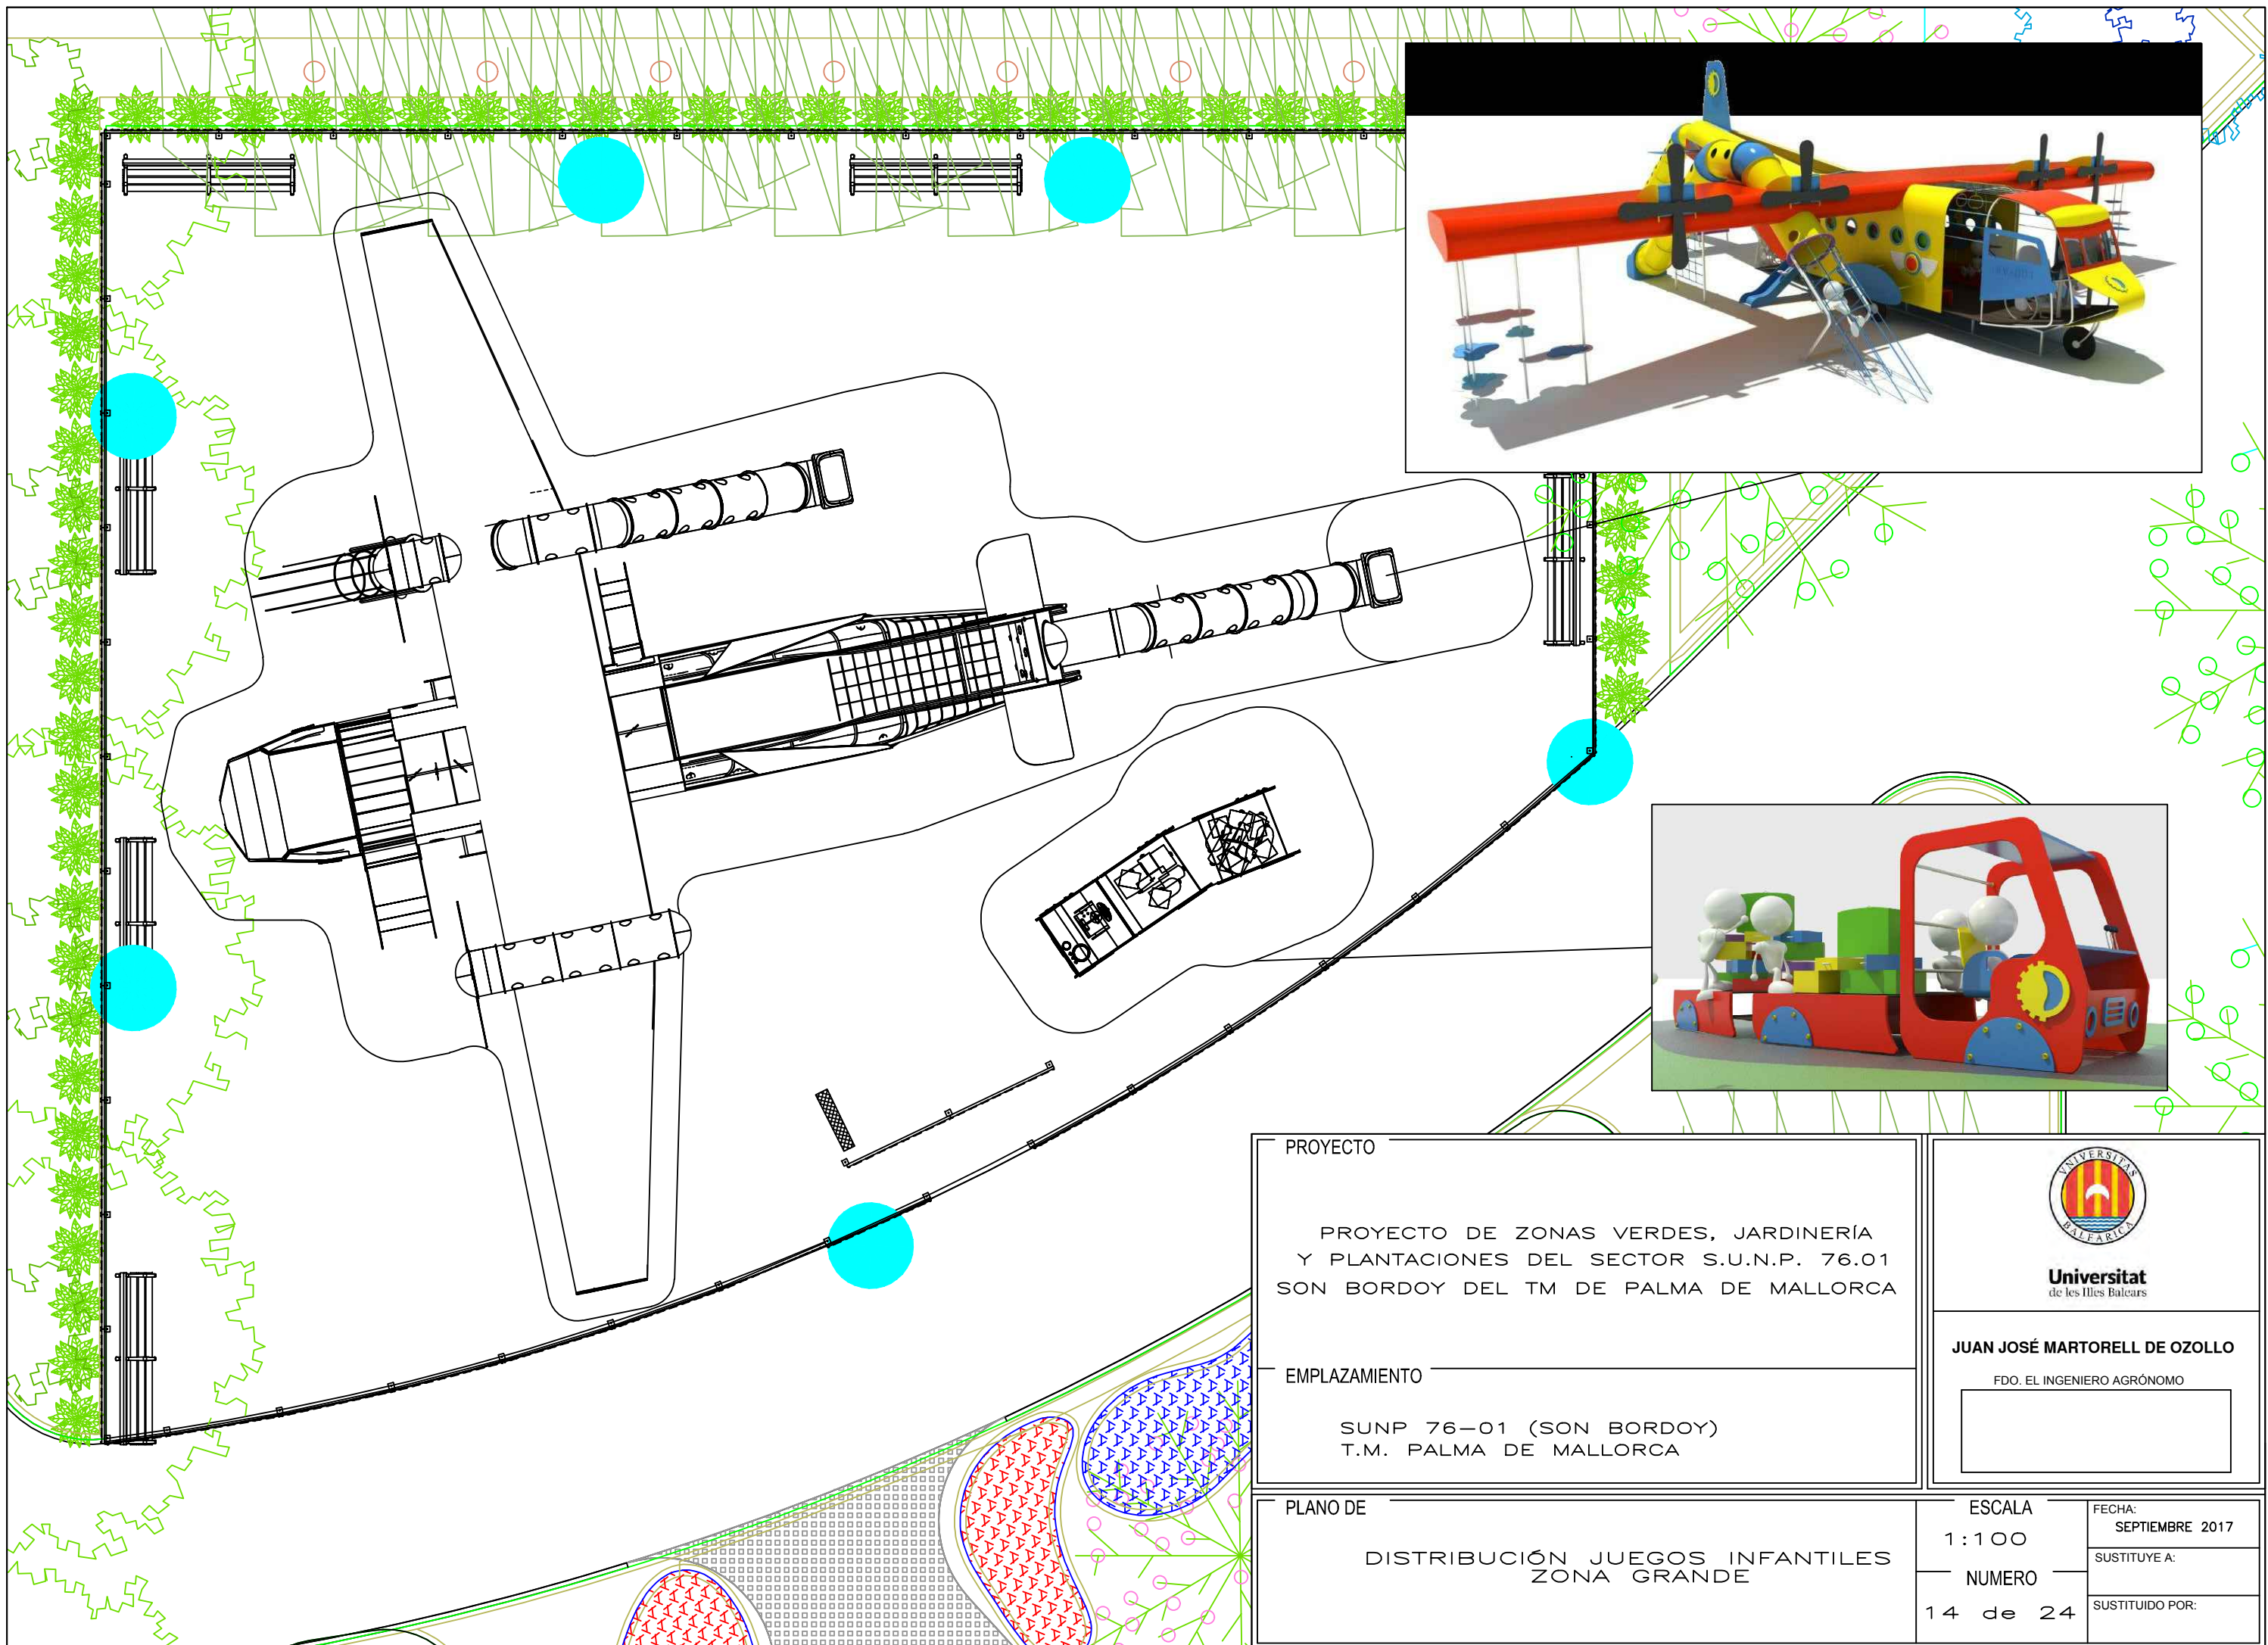 PROYECTO
PROYECTO DE ZONAS VERDES, JARDINERÍA
Y PLANTACIONES DEL SECTOR S.U.N.P. 76.01
SON BORDOY DEL TM DE PALMA DE MALLORCA
EMPLAZAMIENTO
SUNP 76-01 (SON BORDOY)
T.M. PALMA DE MALLORCA
VNIVERSITAS
BALEARICA
Universitat
de les Illes Balears
JUAN JOSÉ MARTORELL DE OZOLLO
FDO. EL INGENIERO AGRÓNOMO
PLANO DE
DISTRIBUCIÓN JUEGOS INFANTILES
ZONA GRANDE
ESCALA
1:100
NUMERO
14 de 24
FECHA:
SEPTIEMBRE 2017
SUSTITUYE A:
SUSTITUIDO POR: